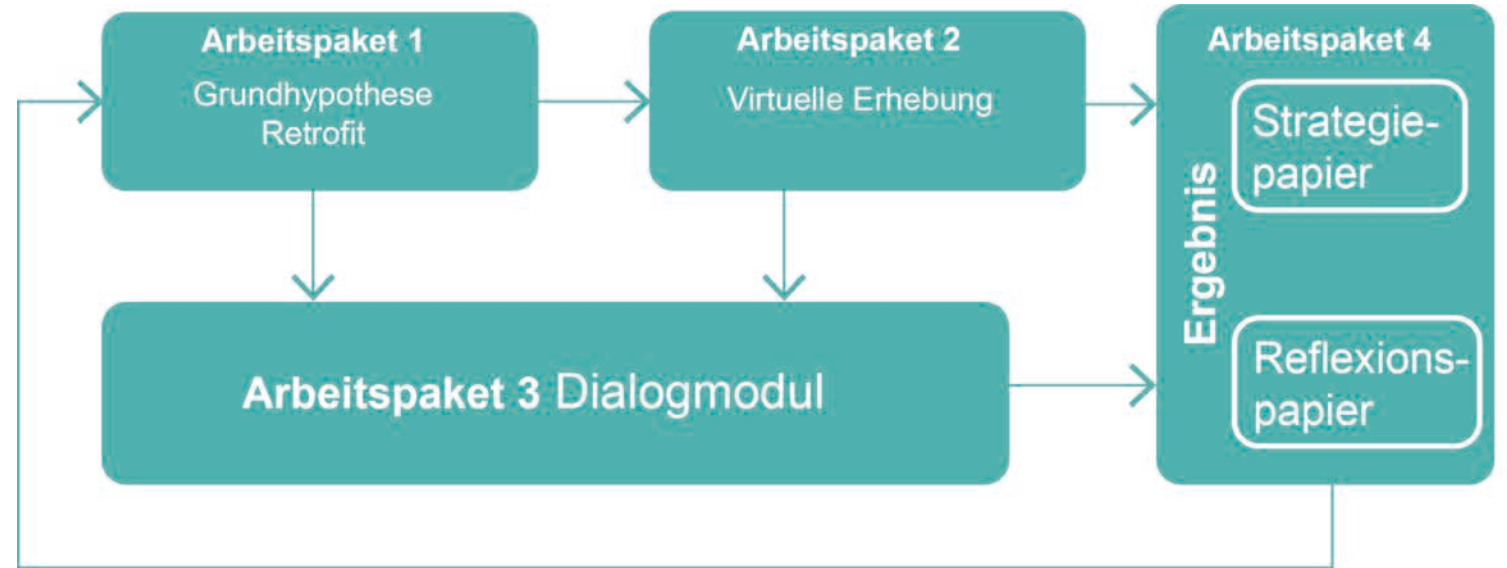 Arbeitspaket 1
Grundhypothese
Retrofit
Arbeitspaket 2
Virtuelle Erhebung
Arbeitspaket 3 Dialogmodul
Arbeitspaket 4
Ergebnis
Strategie-
papier
Reflexions-
papier